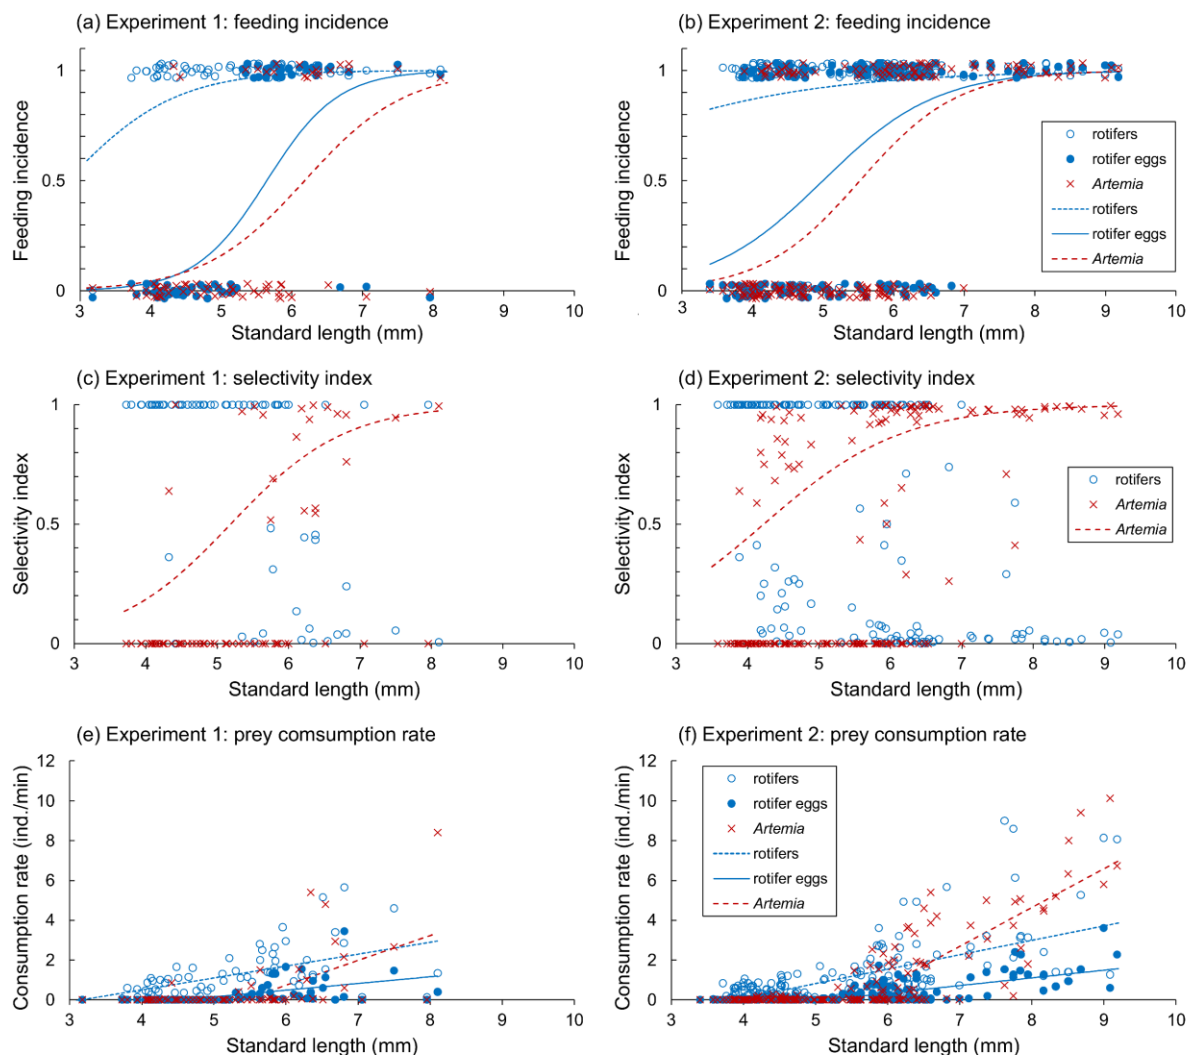 (a) Experiment 1: feeding incidence
Feeding incidence
1
0.5
0
3 4 5 6 7 8 9 10
Standard length (mm)
(b) Experiment 2: feeding incidence
Feeding incidence
1
0.5
0
3 4 5 6 7 8 9 10
Standard length (mm)
rotifers
rotifer eggs
Artemia
rotifers
rotifer eggs
Artemia
(c) Experiment 1: selectivity index
Selectivity index
1
0.5
0
3 4 5 6 7 8 9 10
Standard length (mm)
(d) Experiment 2: selectivity index
Selectivity index
1
0.5
0
3 4 5 6 7 8 9 10
Standard length (mm)
rotifers
Artemia
Artemia
(e) Experiment 1: prey comsumption rate
Consumption rate (ind./min)
12
10
8
6
4
2
0
3 4 5 6 7 8 9 10
Standard length (mm)
(f) Experiment 2: prey consumption rate
Consumption rate (ind./min)
12
10
8
6
4
2
0
3 4 5 6 7 8 9 10
Standard length (mm)
rotifers
rotifer eggs
Artemia
rotifers
rotifer eggs
Artemia